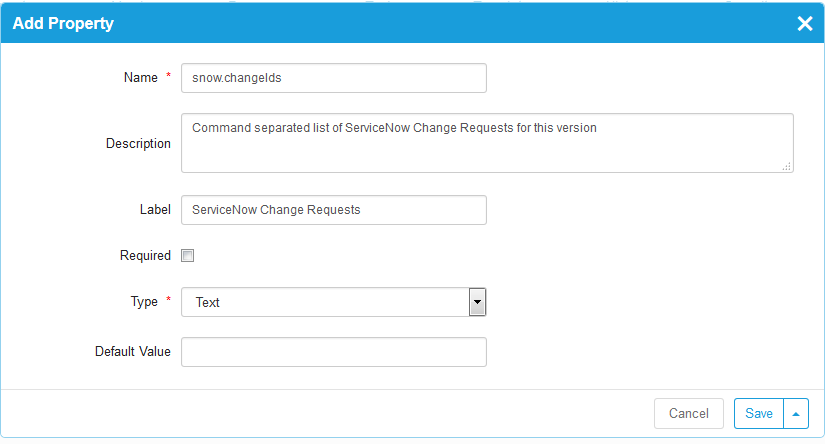 Add Property
Name *
snow.changeIds
Description
Command separated list of ServiceNow Change Requests for this version
Label
ServiceNow Change Requests
Required
Type *
Text
Default Value
Cancel
Save